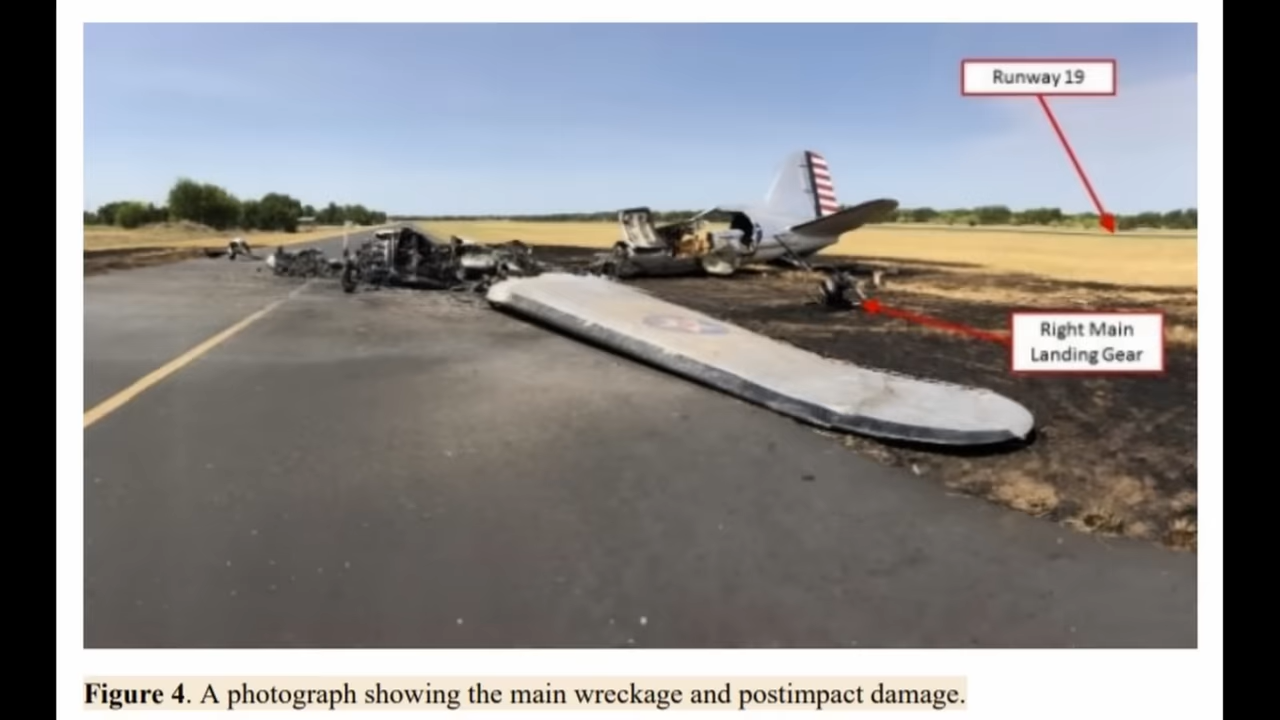 Runway 19
Right Main
Landing Gear
Figure 4. A photograph showing the main wreckage and postimpact damage.